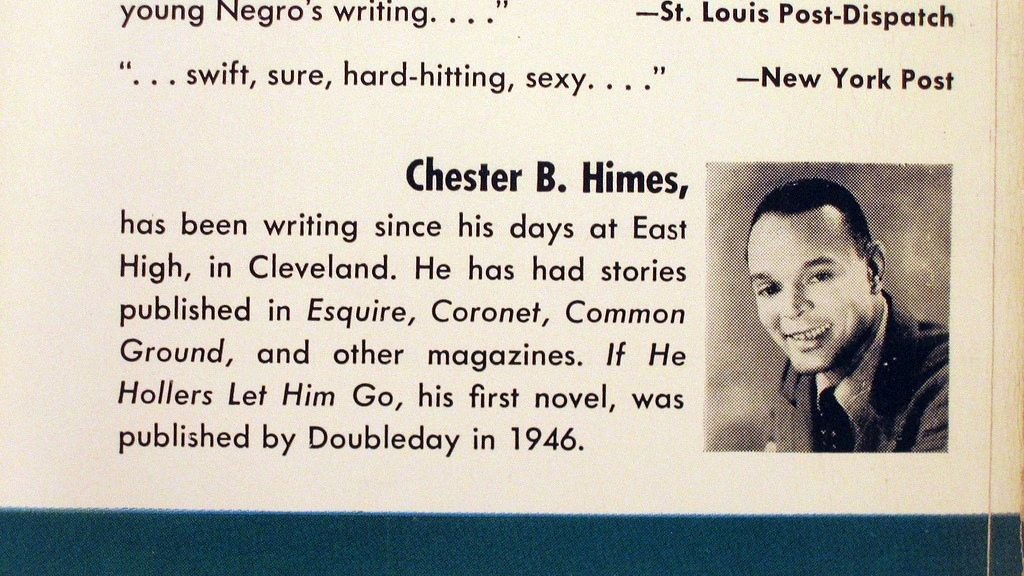 young Negro's writing. . . ." —St. Louis Post-Dispatch
". . . swift, sure, hard-hitting, sexy. . . ." —New York Post
Chester B. Himes,
has been writing since his days at East
High, in Cleveland. He has had stories
published in Esquire, Coronet, Common
Ground, and other magazines. If He
Hollers Let Him Go, his first novel, was
published by Doubleday in 1946.